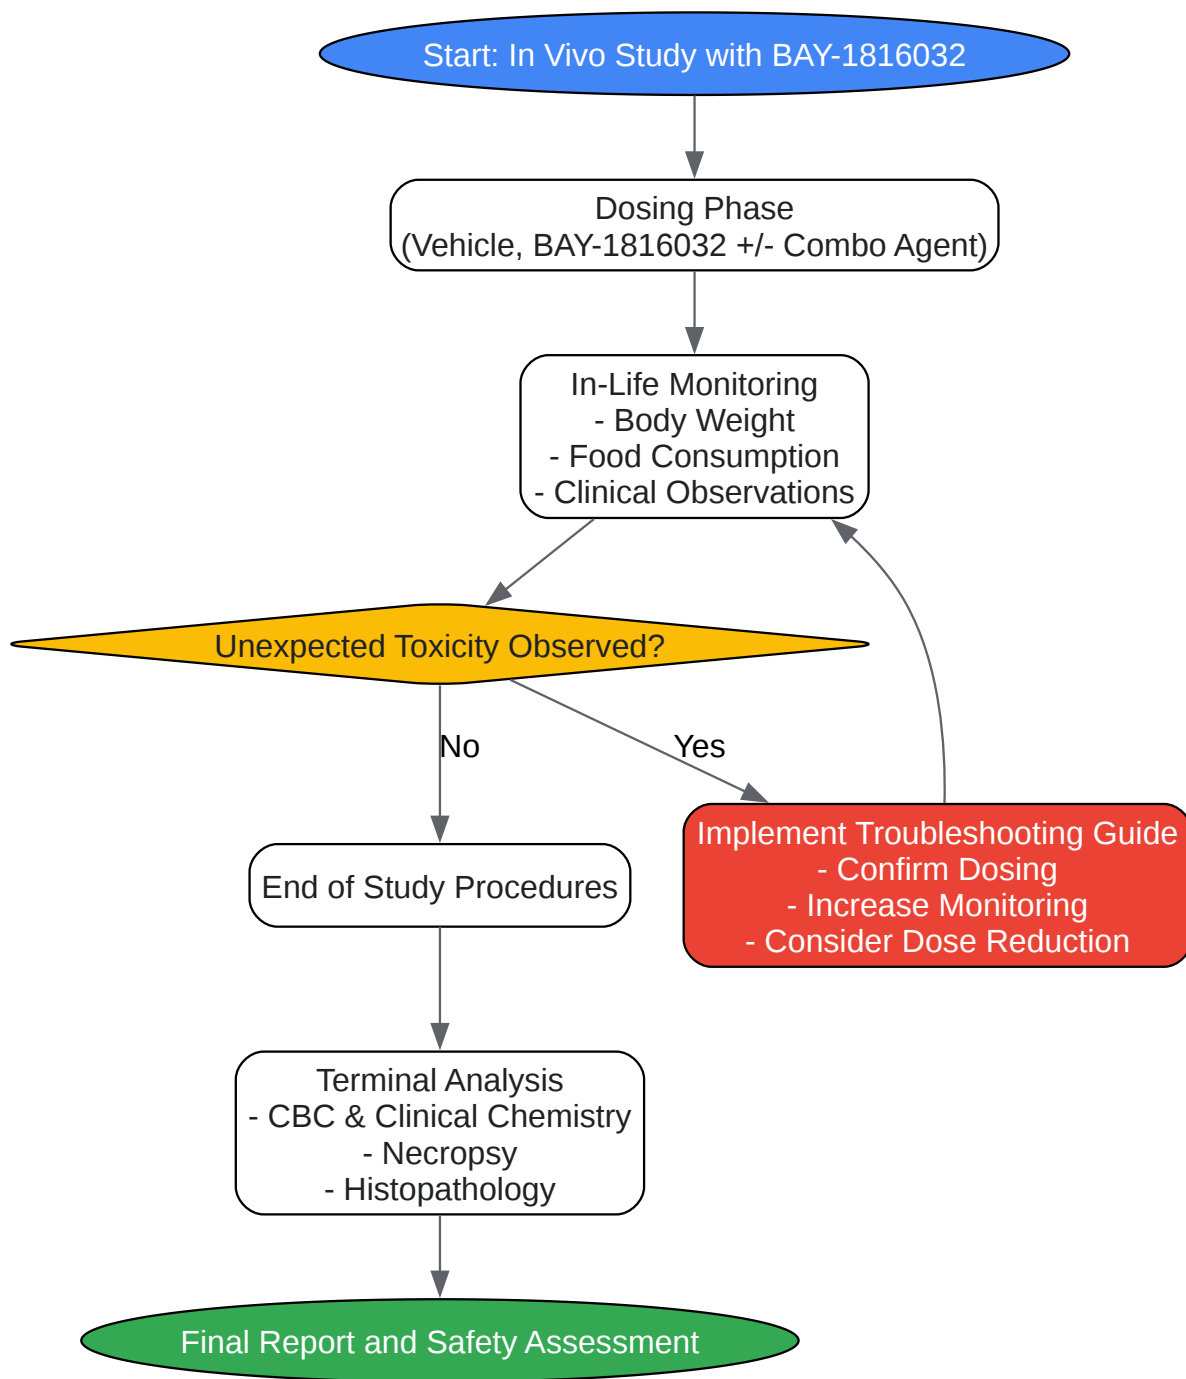 Start: In Vivo Study with BAY-1816032
Dosing Phase
(Vehicle, BAY-1816032 +/- Combo Agent)
In-Life Monitoring
- Body Weight
- Food Consumption
- Clinical Observations
Unexpected Toxicity Observed?
No
Yes
Implement Troubleshooting Guide
- Confirm Dosing
- Increase Monitoring
- Consider Dose Reduction
End of Study Procedures
Terminal Analysis
- CBC & Clinical Chemistry
- Necropsy
- Histopathology
Final Report and Safety Assessment